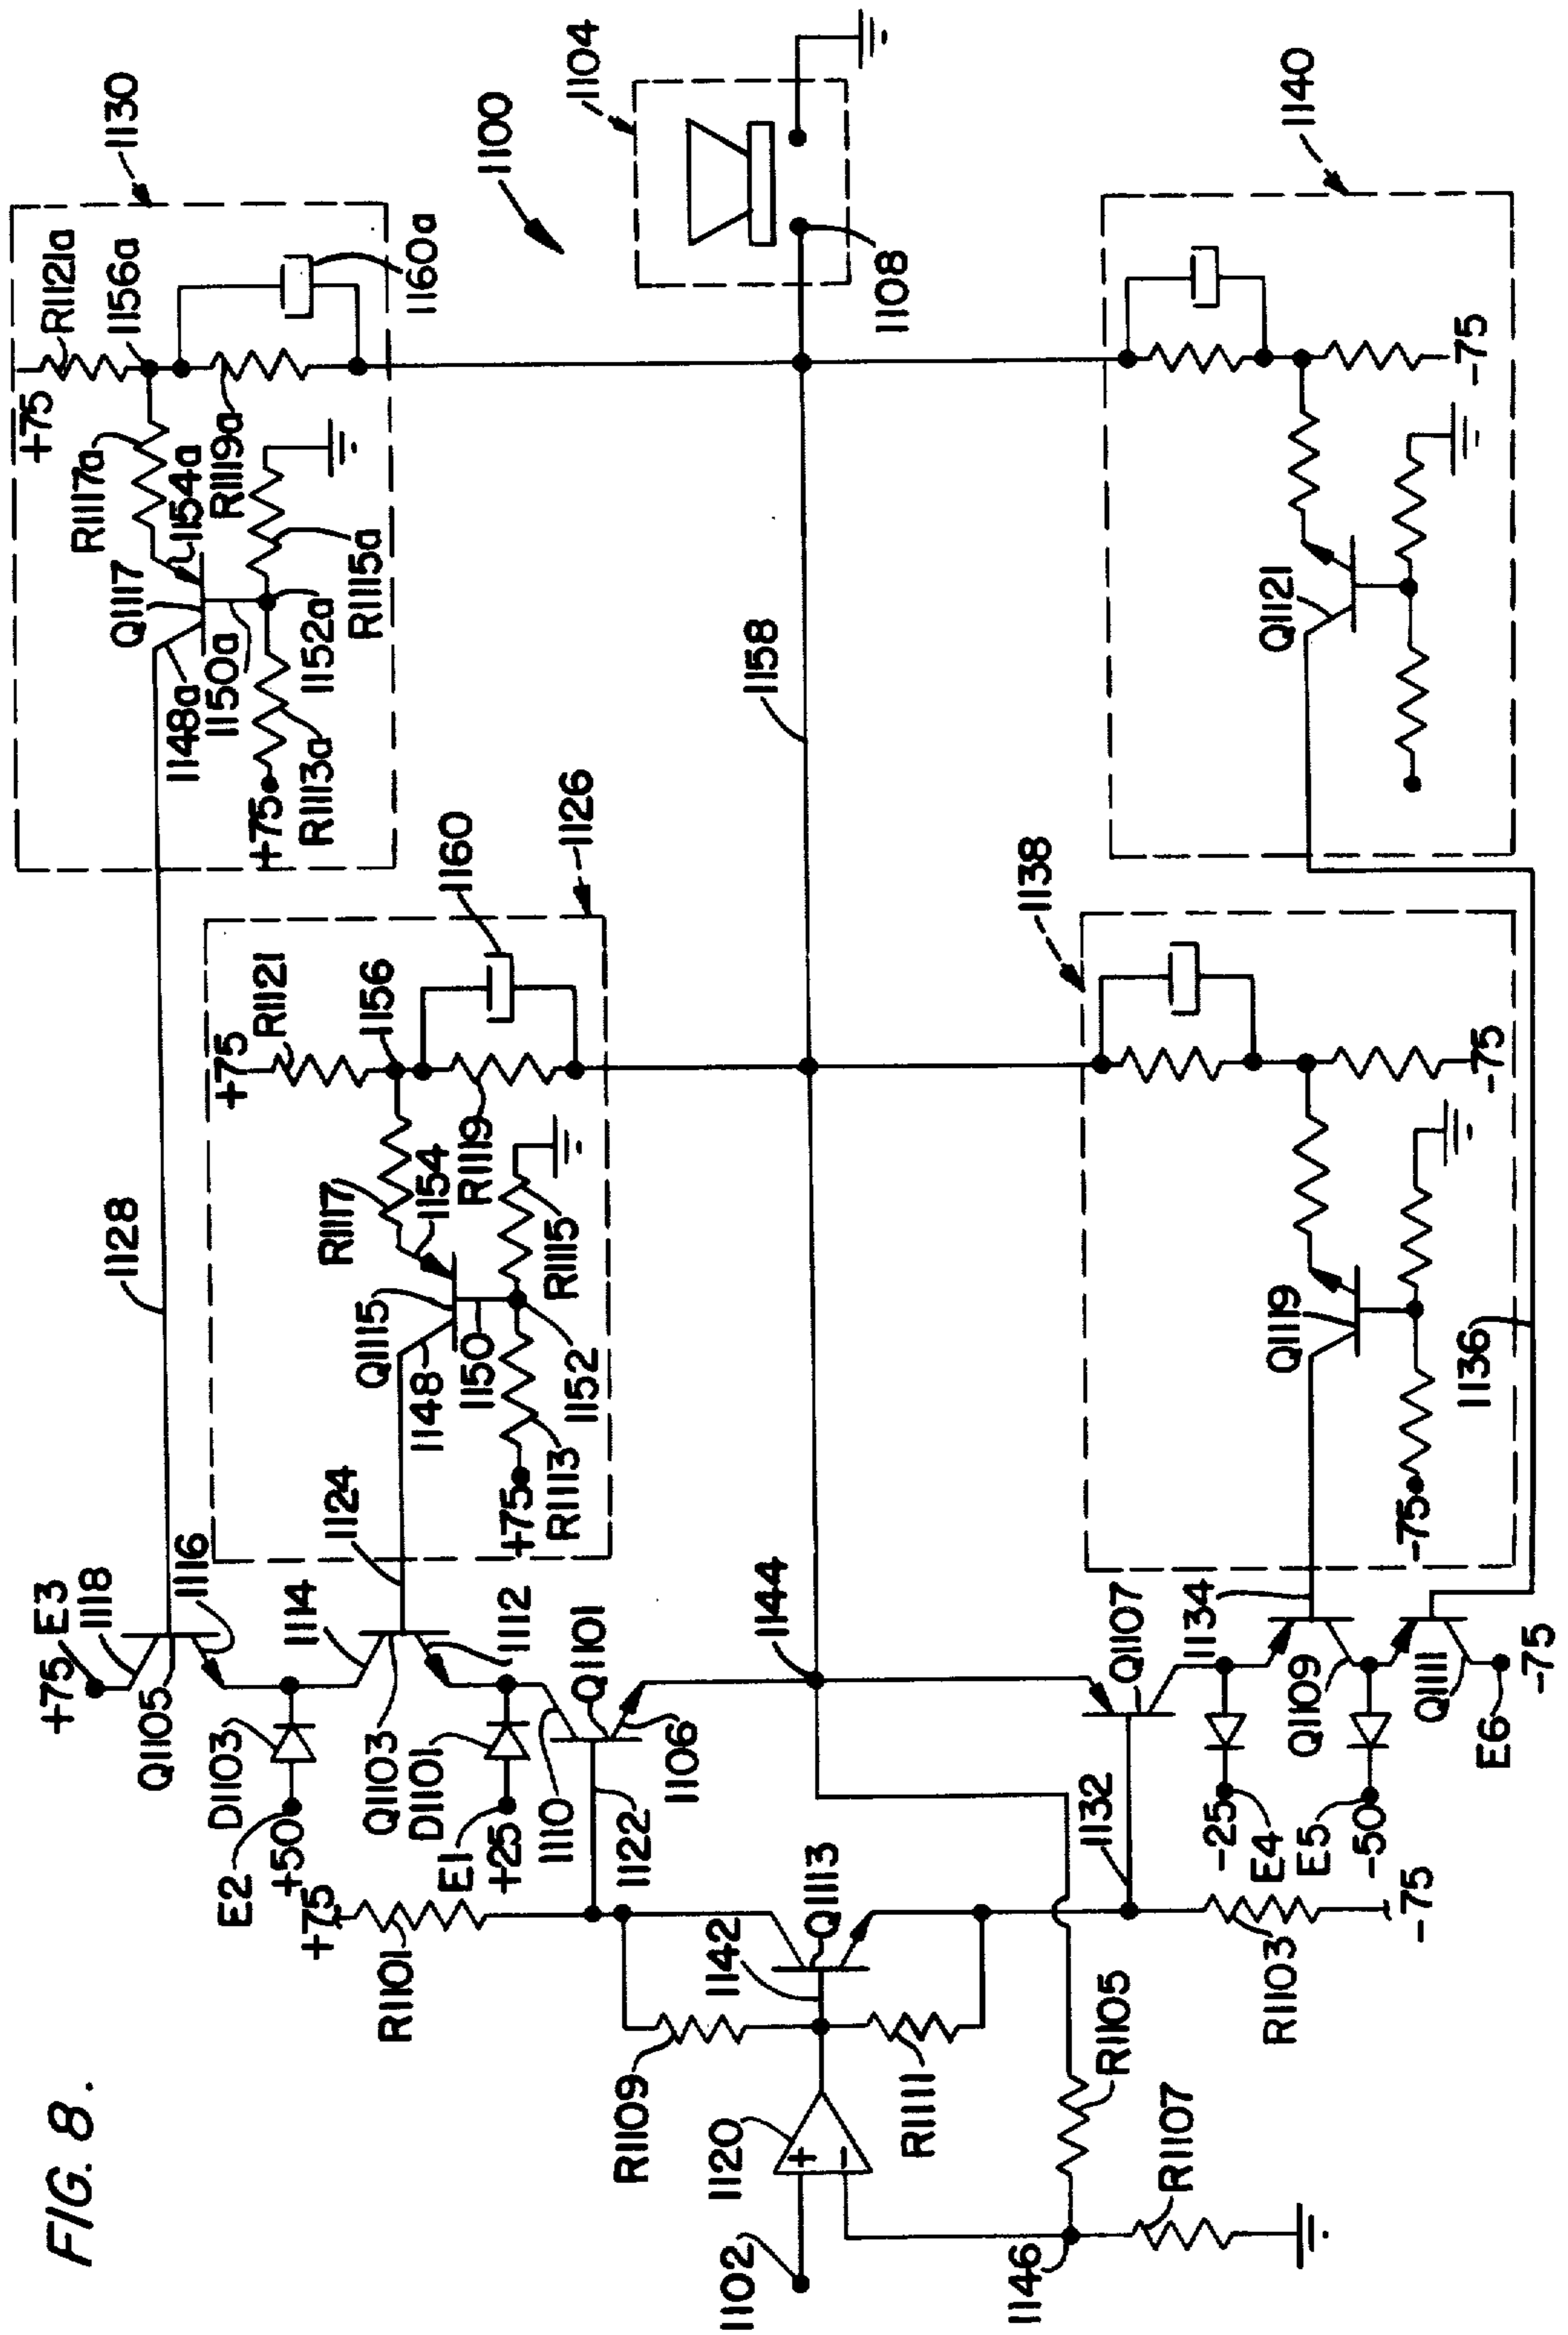 FIG. 8.
1130
1104
1100
1140
R1121a
+75
1156a
R1117a
1160a
1154a
R1119a
Q1117
1148a
1150a
1152a
R1115a
+75
R1113a
1108
1158
-75
Q1121
1126
1138
1160
+75
R1121
1156
R1117
1154
R1119
Q1115
1148
1150
1152
R1115
+75
R1113
-75
Q1119
-75
1136
1128
1124
+75
E3
1118
1116
Q1105
1114
D1103
E2
+50
Q1103
1112
D1101
E1
+25
1110
Q1101
1106
1122
1144
Q1107
1134
1132
Q1109
-25
E4
E5
-50
Q1111
E6
-75
+75
R1101
Q1113
1142
R1109
1120
+
-
R1111
R1105
R1103
-75
1102
1146
R1107